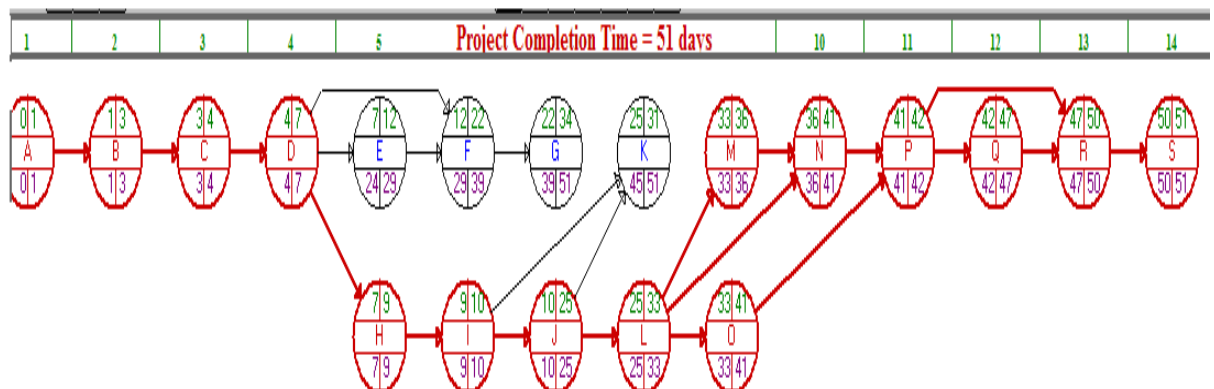 1 2 3 4 5 Project Completion Time = 51 days 10 11 12 13 14
0 1 1 3 3 4 4 7 7 12 12 22 22 34 25 31 33 36 36 41 41 42 42 47 47 50 50 51
A B C D E F G K M N P Q R S
0 1 1 3 3 4 4 7 24 29 29 39 39 51 45 51 33 36 36 41 41 42 42 47 47 50 50 51
7 9 9 10 10 25 25 33 33 41
H I J L O
7 9 9 10 10 25 25 33 33 41